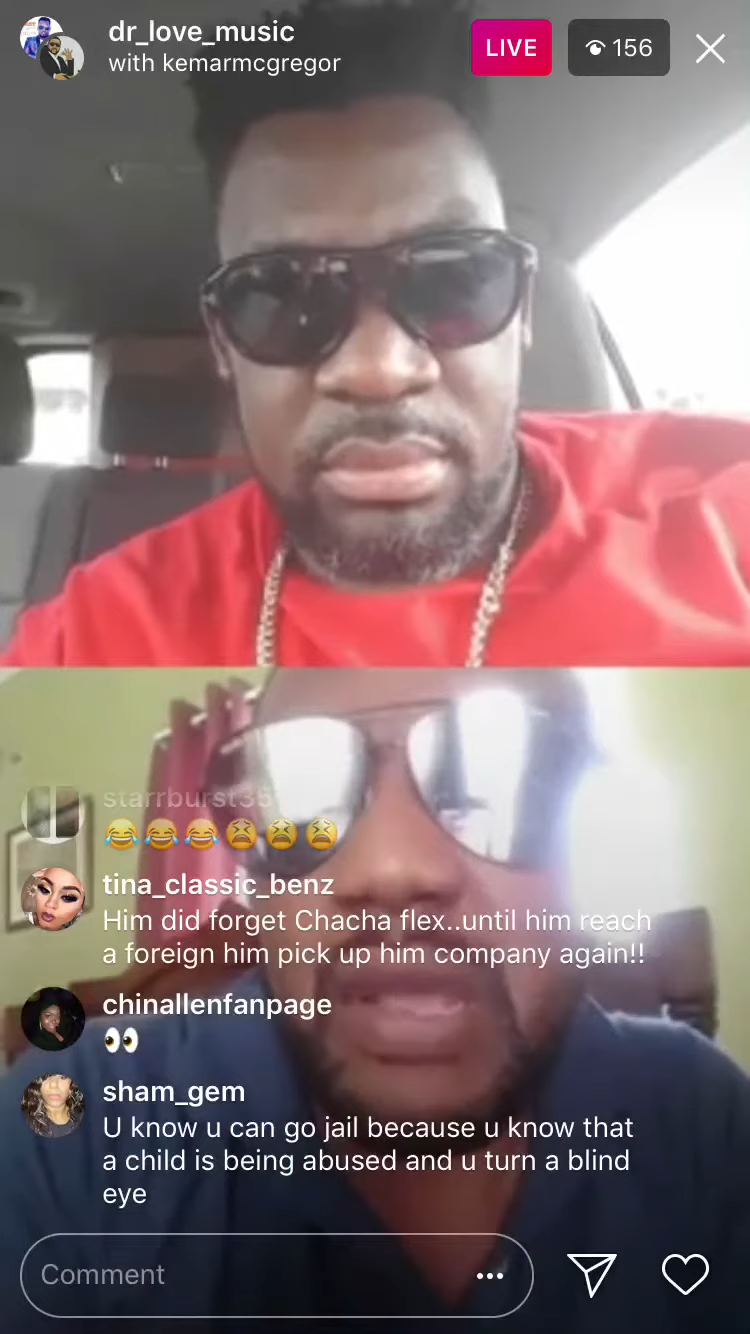 dr_love_music
with kemarmcgregor
LIVE
156
starrburst35
😂😂😂😫😫😫
tina_classic_benz
Him did forget Chacha flex..until him reach
a foreign him pick up him company again!!
chinallenfanpage
👀
sham_gem
U know u can go jail because u know that
a child is being abused and u turn a blind
eye
Comment